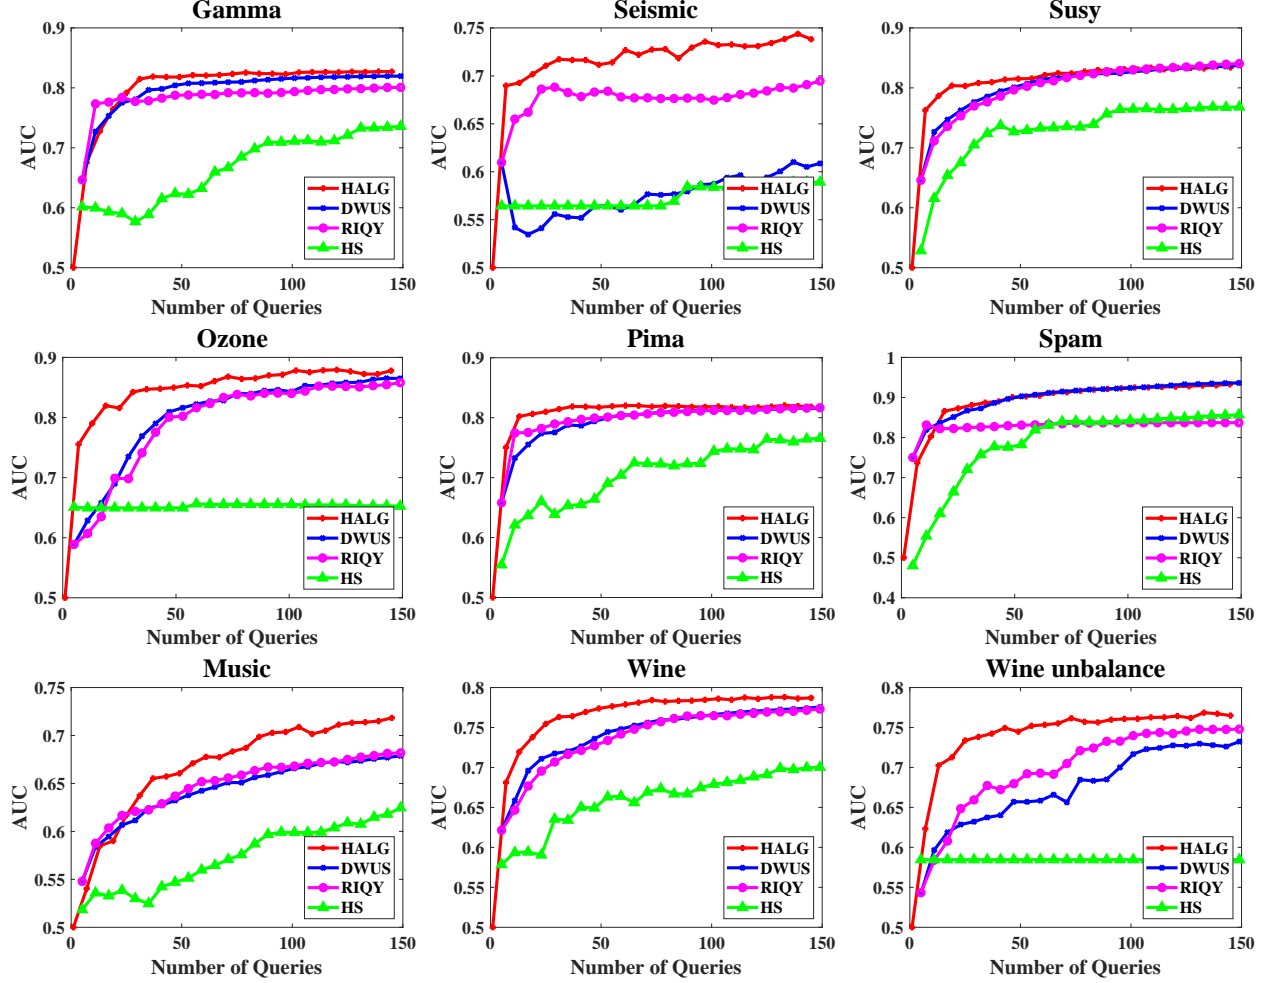 Gamma
0.9
0.8
0.7
0.6
0.5
AUC
0
50
100
150
Number of Queries
HALG
DWUS
RIQY
HS
Seismic
0.75
0.7
0.65
0.6
0.55
0.5
AUC
0
50
100
150
Number of Queries
HALG
DWUS
RIQY
HS
Susy
0.9
0.8
0.7
0.6
0.5
AUC
0
50
100
150
Number of Queries
HALG
DWUS
RIQY
HS
Ozone
0.9
0.8
0.7
0.6
0.5
AUC
0
50
100
150
Number of Queries
HALG
DWUS
RIQY
HS
Pima
0.9
0.8
0.7
0.6
0.5
AUC
0
50
100
150
Number of Queries
HALG
DWUS
RIQY
HS
Spam
1
0.9
0.8
0.7
0.6
0.5
0.4
AUC
0
50
100
150
Number of Queries
HALG
DWUS
RIQY
HS
Music
0.75
0.7
0.65
0.6
0.55
0.5
AUC
0
50
100
150
Number of Queries
HALG
DWUS
RIQY
HS
Wine
0.8
0.75
0.7
0.65
0.6
0.55
0.5
AUC
0
50
100
150
Number of Queries
HALG
DWUS
RIQY
HS
Wine unbalance
0.8
0.75
0.7
0.65
0.6
0.55
0.5
AUC
0
50
100
150
Number of Queries
HALG
DWUS
RIQY
HS